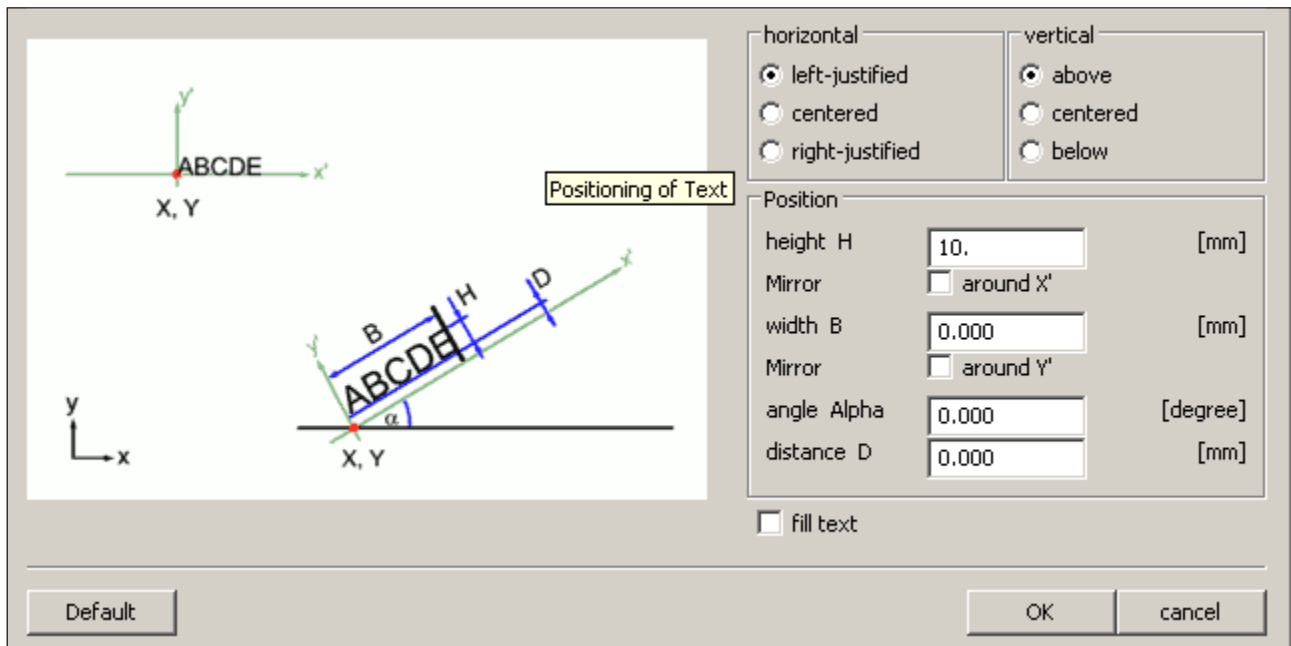 y'
ABCDE
x'
X, Y
Positioning of Text
x'
D
H
B
y'
ABCDE
α
X, Y
y
x
horizontal
left-justified
centered
right-justified
vertical
above
centered
below
Position
height H 10. [mm]
Mirror around X'
width B 0.000 [mm]
Mirror around Y'
angle Alpha 0.000 [degree]
distance D 0.000 [mm]
fill text
Default OK cancel